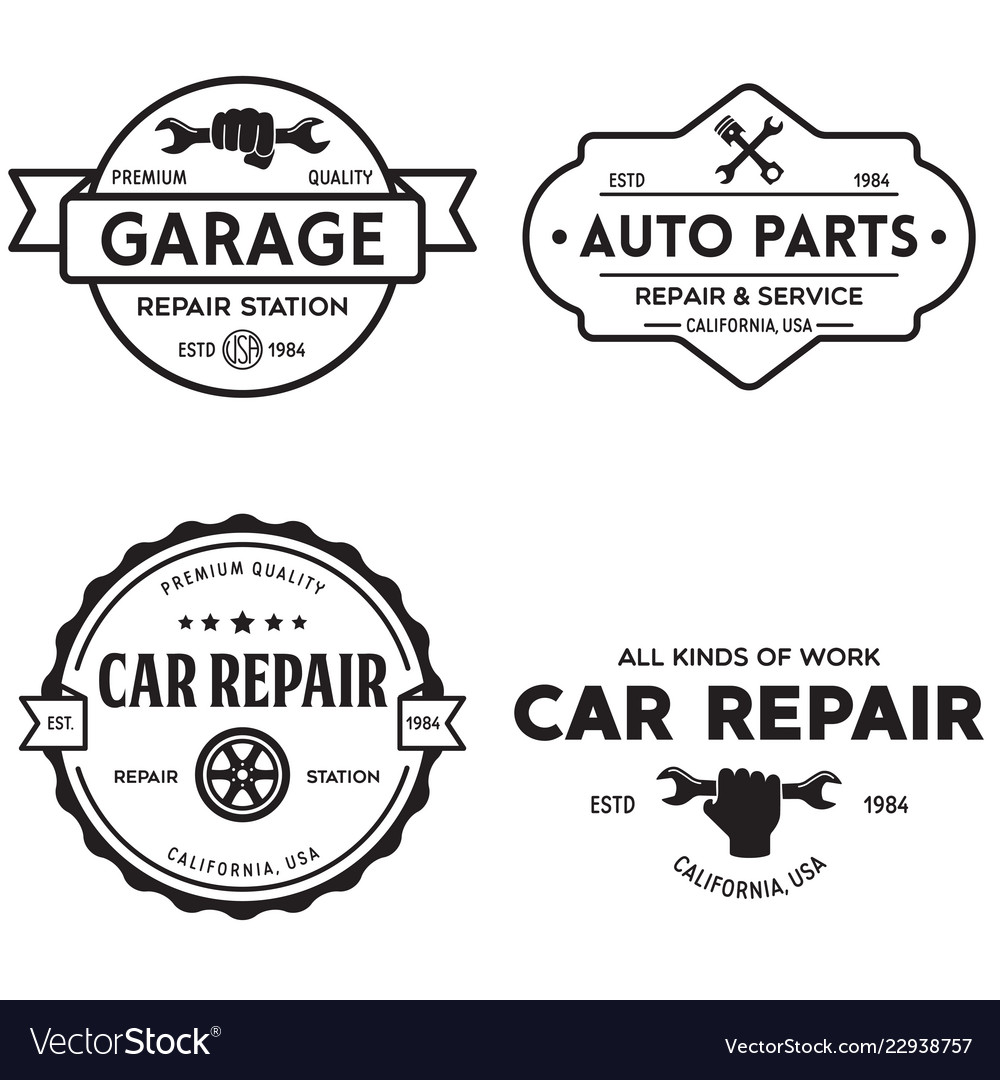 PREMIUM QUALITY
GARAGE
REPAIR STATION
ESTD USA 1984
ESTD 1984
• AUTO PARTS •
REPAIR & SERVICE
CALIFORNIA, USA
PREMIUM QUALITY
CAR REPAIR
EST. 1984
REPAIR STATION
CALIFORNIA, USA
ALL KINDS OF WORK
CAR REPAIR
ESTD 1984
CALIFORNIA, USA
VectorStock®
VectorStock.com/22938757